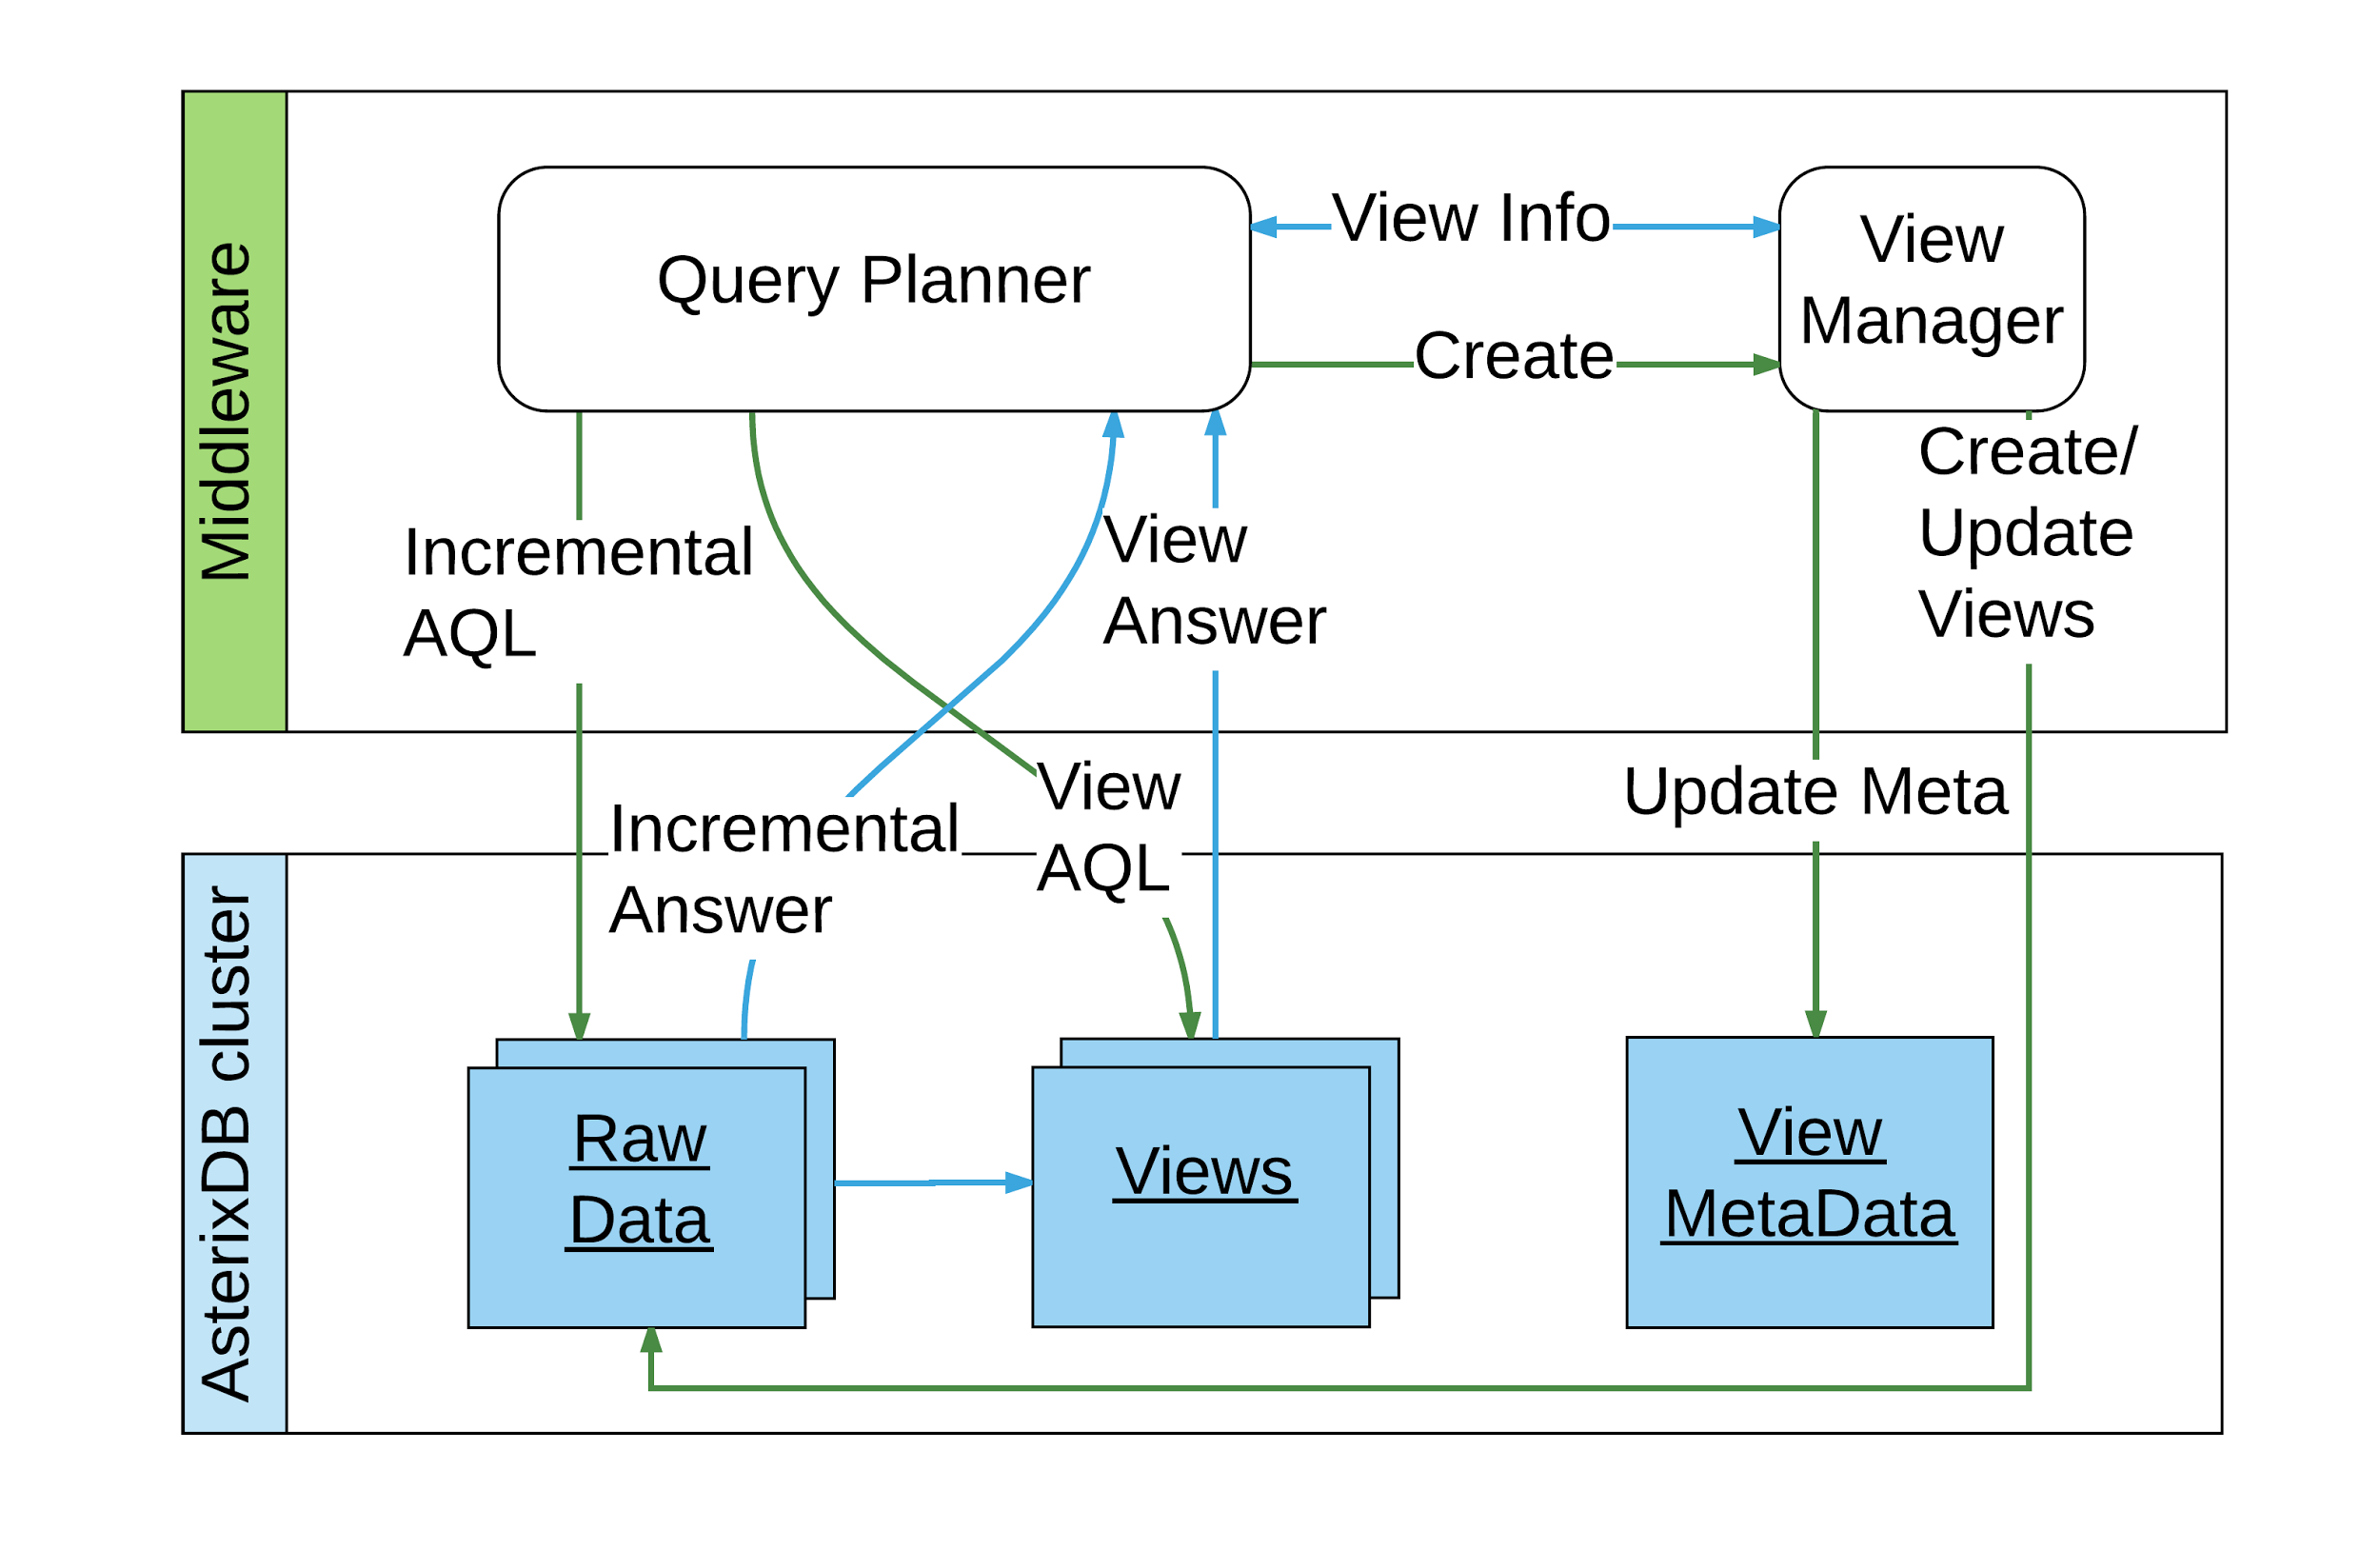 Middleware
Query Planner
View Info
Create
View
Manager
Incremental
AQL
View
Answer
Create/
Update
Views
Incremental
Answer
View
AQL
Update Meta
AsterixDB cluster
Raw
Data
Views
View
MetaData